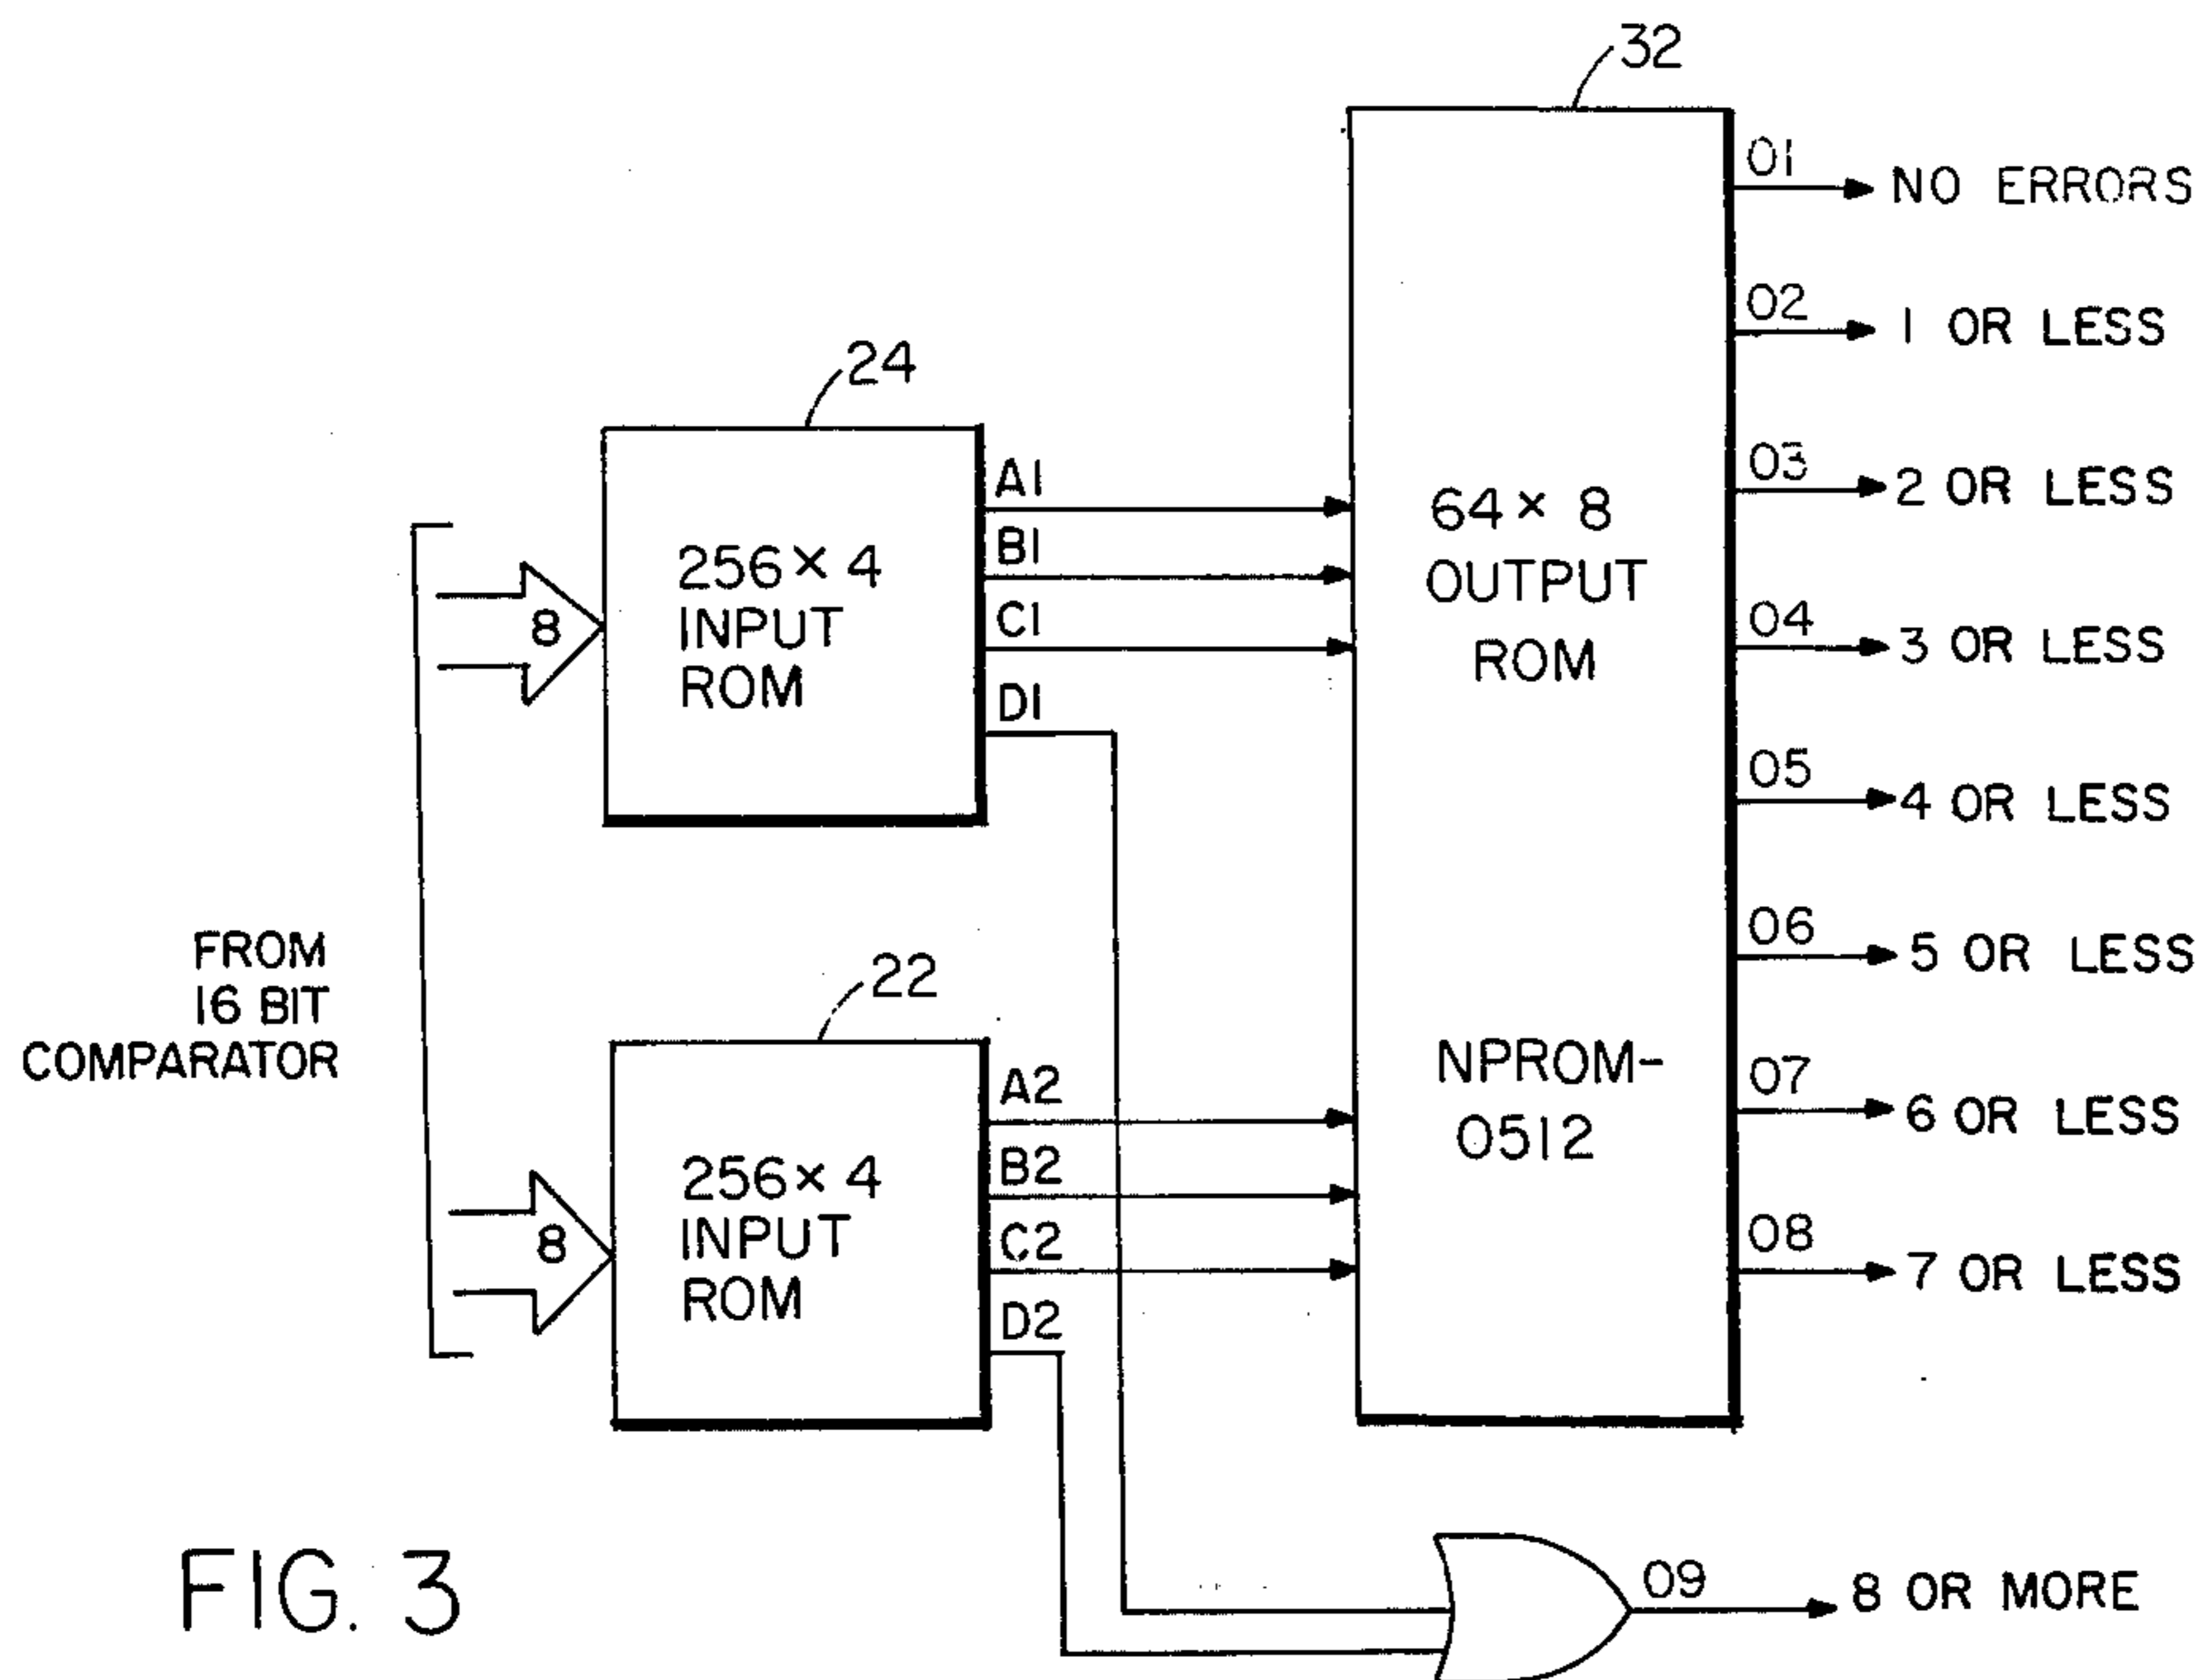 32
01
NO ERRORS
02
1 OR LESS
24
03
2 OR LESS
A1
B1
C1
D1
256 × 4
INPUT
ROM
8
64 × 8
OUTPUT
ROM
04
3 OR LESS
05
4 OR LESS
06
5 OR LESS
FROM
16 BIT
COMPARATOR
22
NPROM-
0512
07
6 OR LESS
A2
B2
C2
D2
256 × 4
INPUT
ROM
8
08
7 OR LESS
09
8 OR MORE
FIG. 3